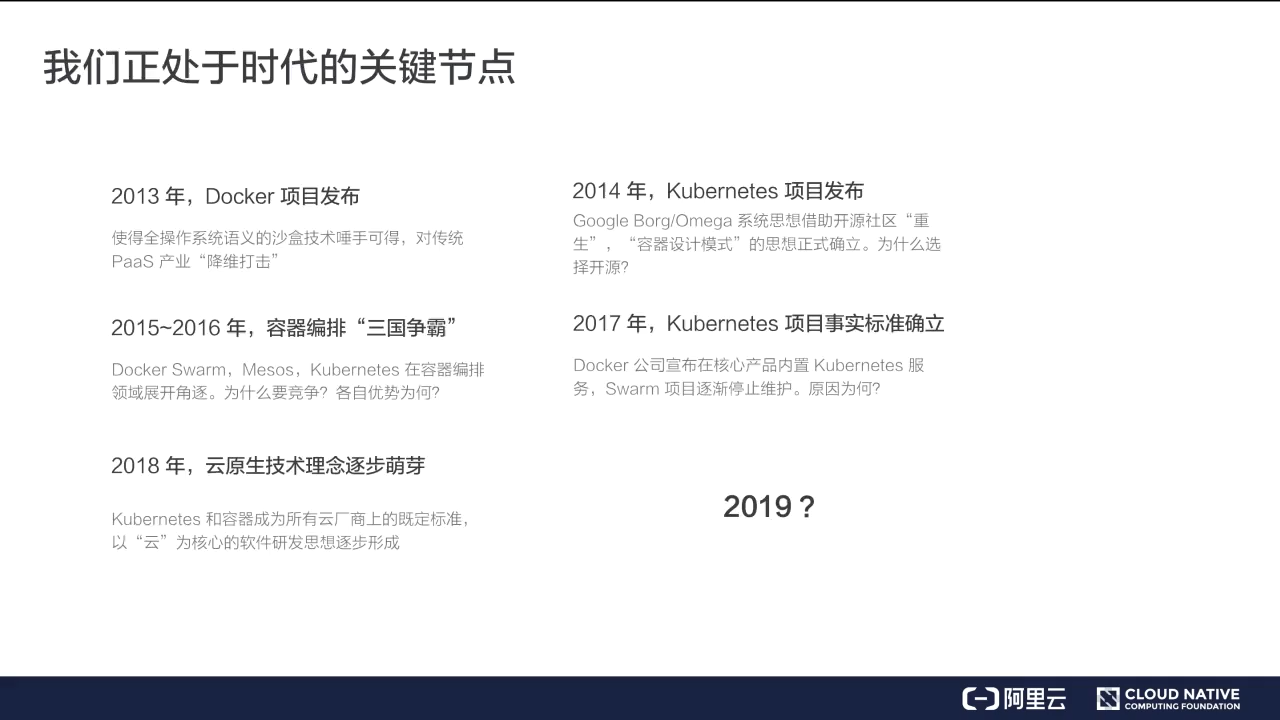 我们正处于时代的关键节点
2013 年，Docker 项目发布
使得全操作系统语义的沙盒技术唾手可得，对传统
PaaS 产业“降维打击”
2014 年，Kubernetes 项目发布
Google Borg/Omega 系统思想借助开源社区“重
生”，“容器设计模式”的思想正式确立。为什么选
择开源?
2015~2016 年，容器编排“三国争霸”
Docker Swarm，Mesos，Kubernetes 在容器编排
领域展开角逐。为什么要竞争? 各自优势为何?
2017 年，Kubernetes 项目事实标准确立
Docker 公司宣布在核心产品内置 Kubernetes 服
务，Swarm 项目逐渐停止维护。原因为何?
2018 年，云原生技术理念逐步萌芽
Kubernetes 和容器成为所有云厂商上的既定标准，
以“云”为核心的软件研发思想逐步形成
2019 ?
阿里云
CLOUD NATIVE
COMPUTING FOUNDATION